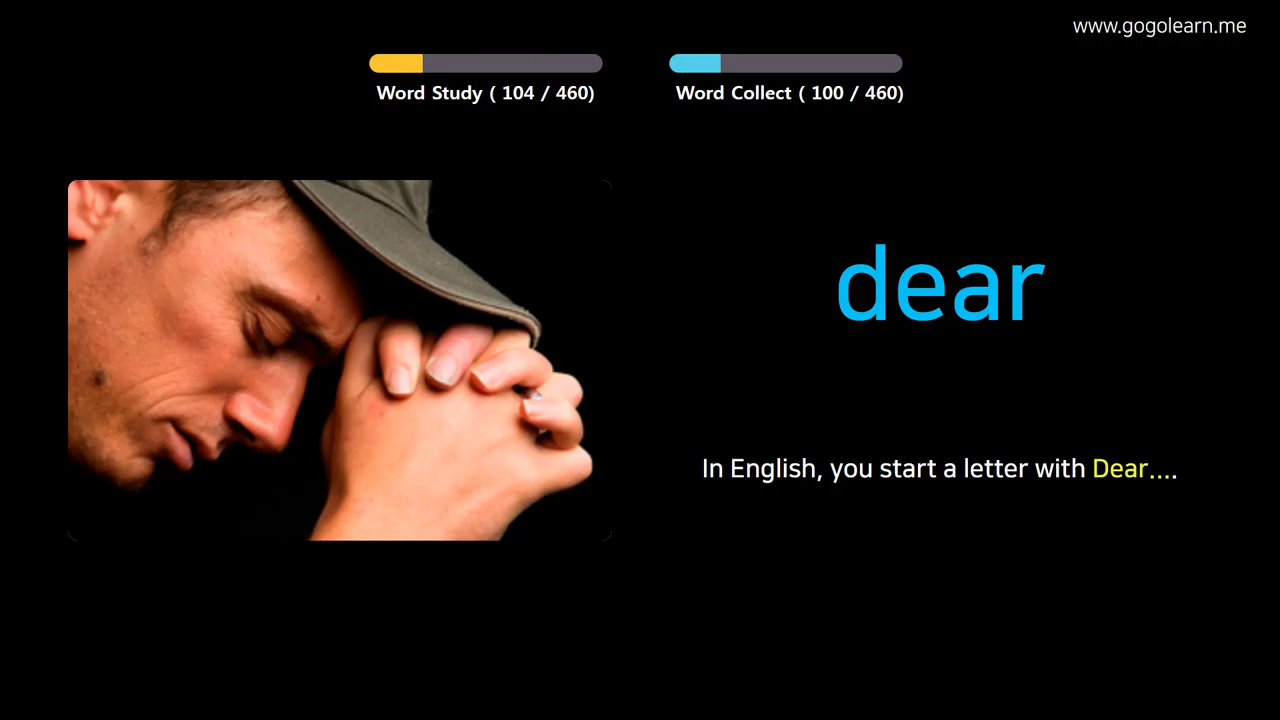 www.gogolearn.me
Word Study ( 104 / 460)
Word Collect ( 100 / 460)
dear
In English, you start a letter with Dear....